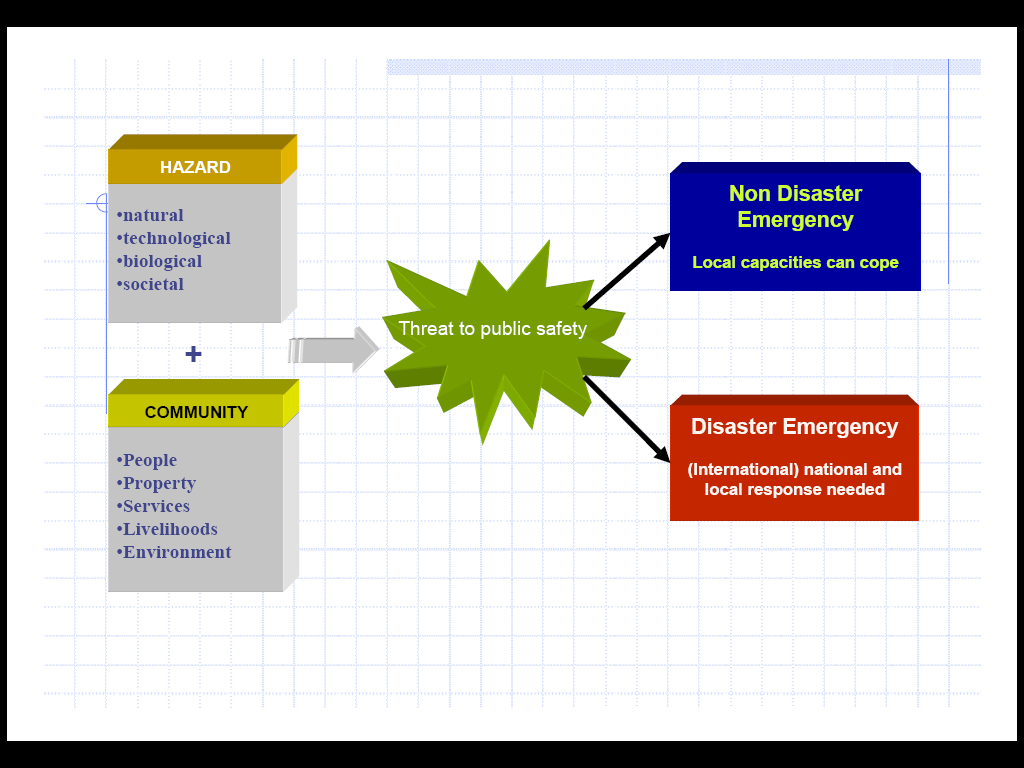 HAZARD
•natural
•technological
•biological
•societal
+
COMMUNITY
•People
•Property
•Services
•Livelihoods
•Environment
Threat to public safety
Non Disaster
Emergency
Local capacities can cope
Disaster Emergency
(International) national and
local response needed